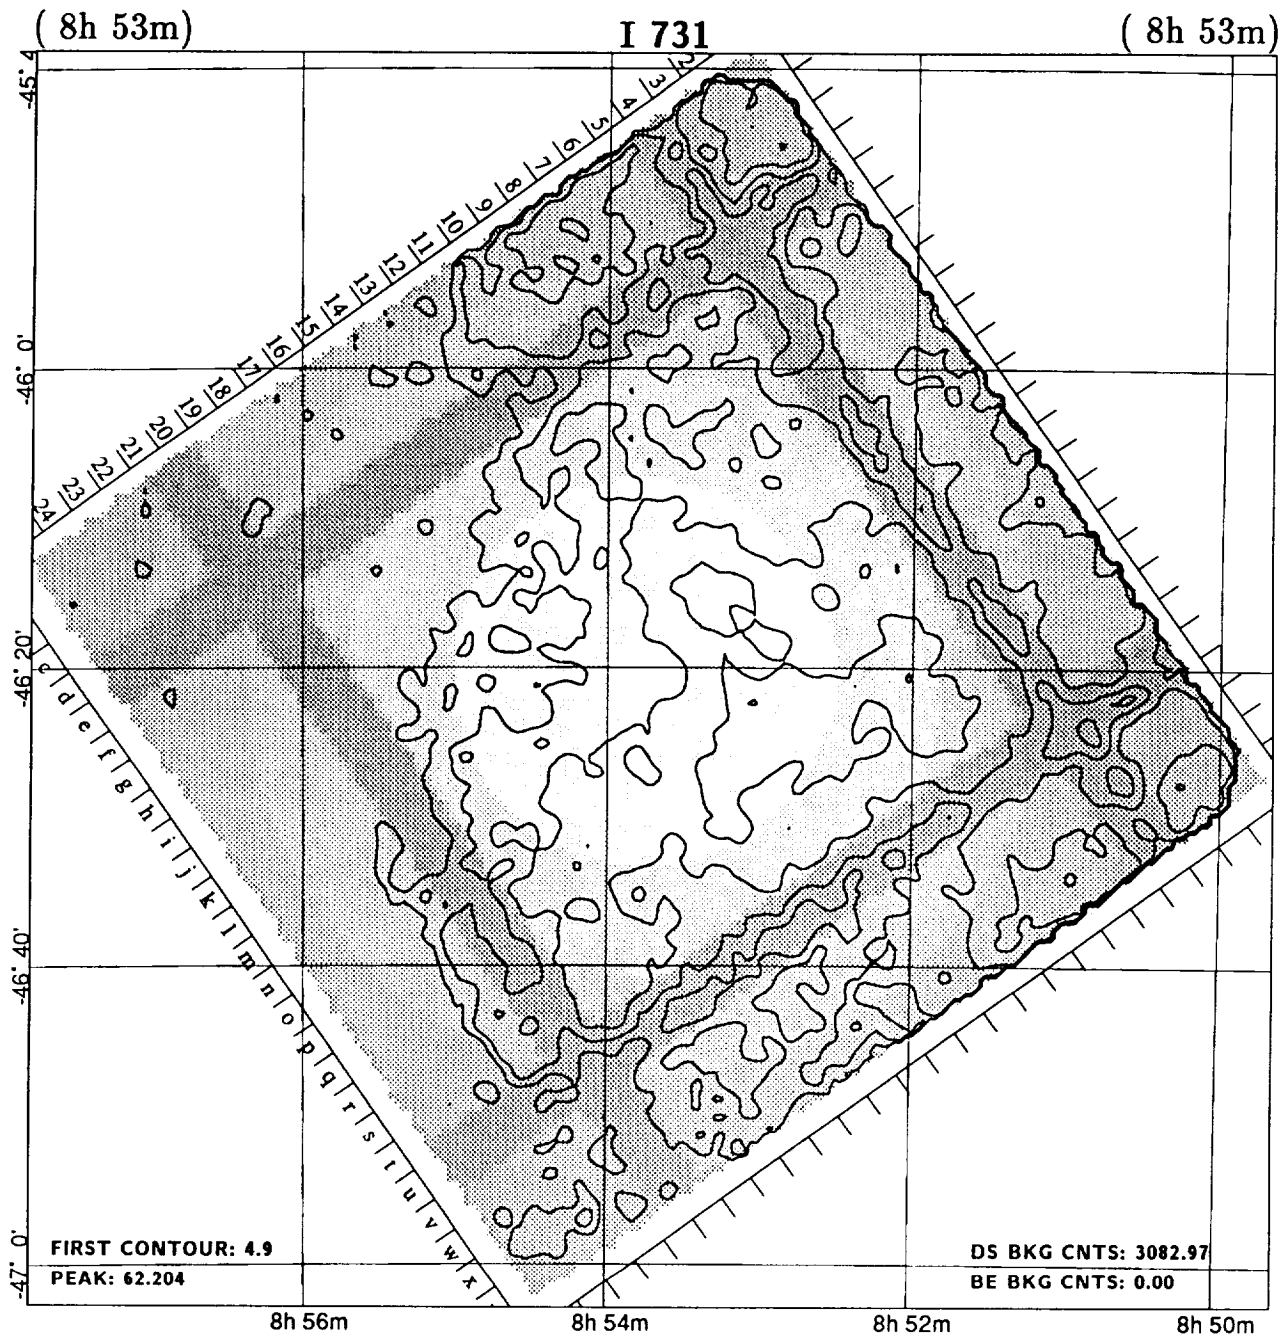 ( 8h 53m)
I 731
( 8h 53m)
-45° 4
2
3
4
5
6
7
8
9
10
11
12
13
14
15
16
17
18
19
20
21
22
23
24
-46° 0'
-46° 20'
-46° 40'
-47° 0'
c
d
e
f
g
h
i
j
k
l
m
n
o
p
q
r
s
t
u
v
w
x
FIRST CONTOUR: 4.9
PEAK: 62.204
DS BKG CNTS: 3082.97
BE BKG CNTS: 0.00
8h 56m
8h 54m
8h 52m
8h 50m